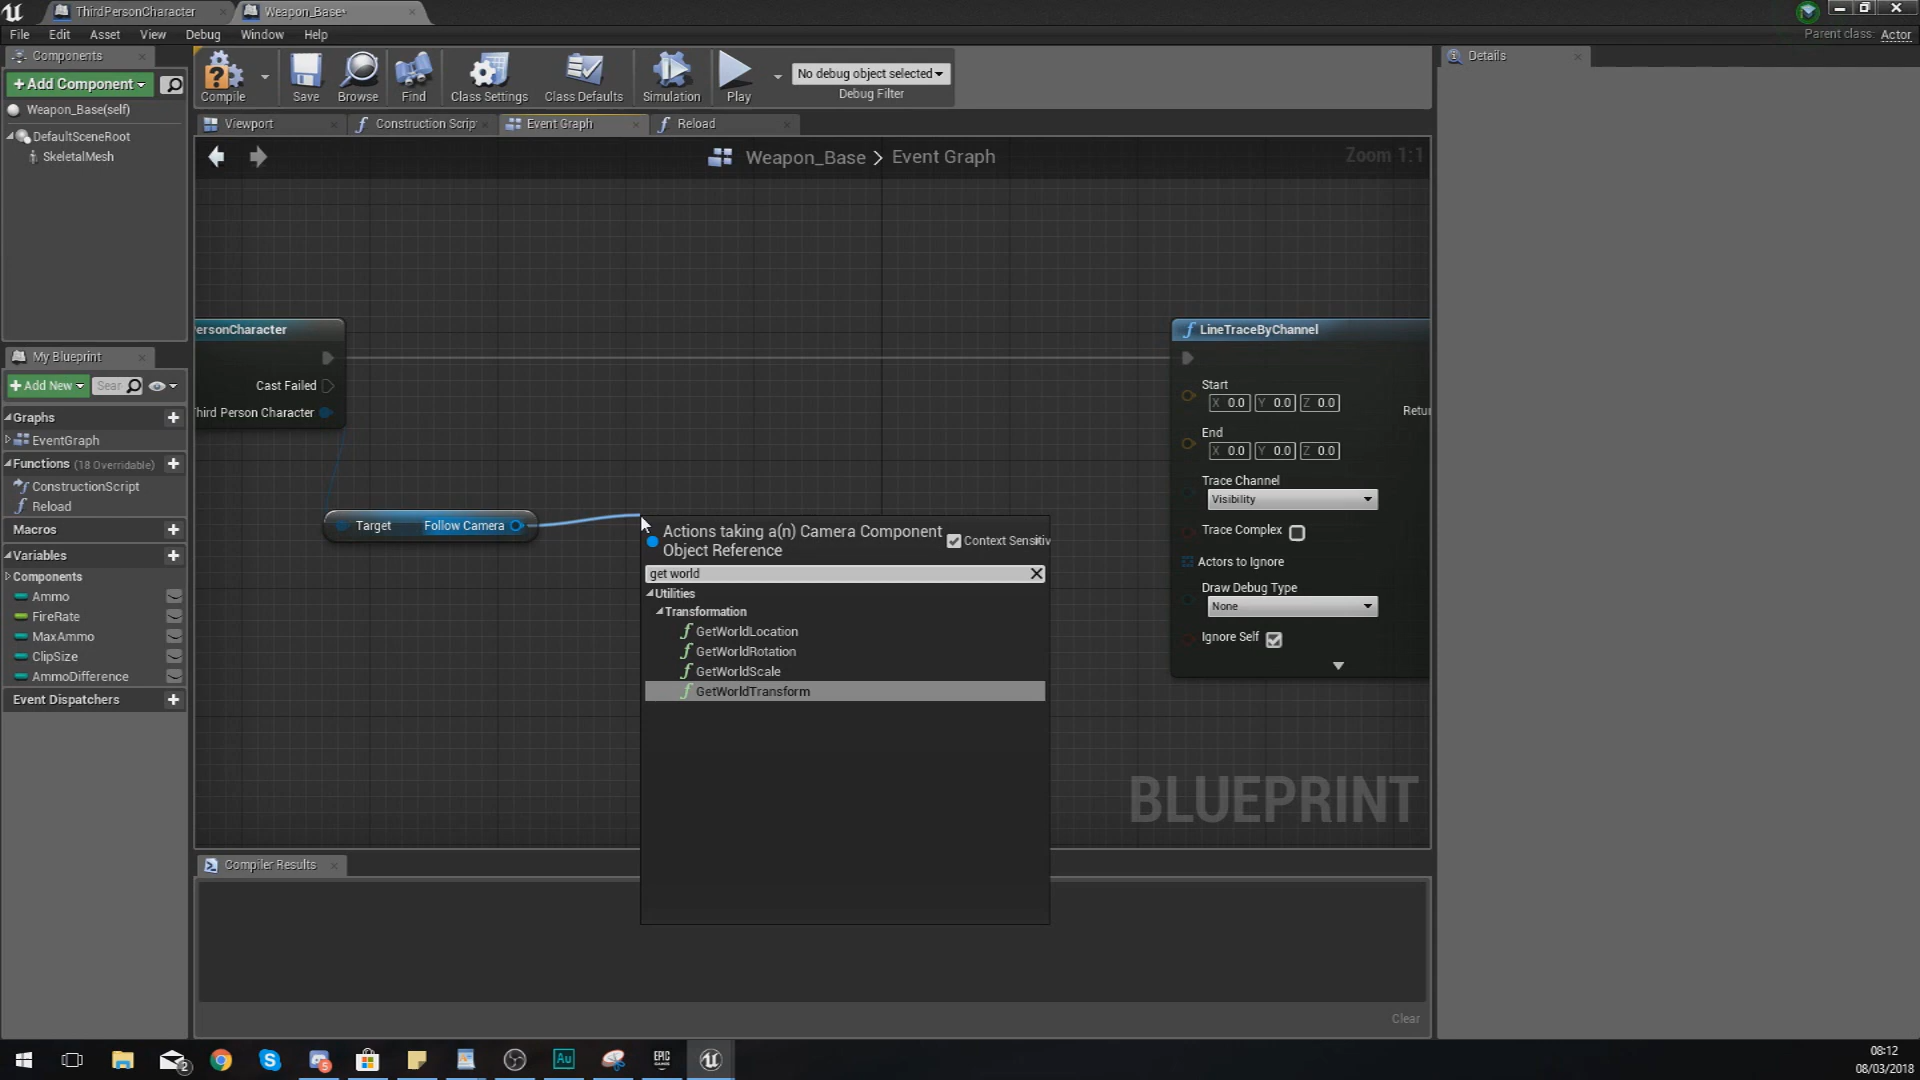 ThirdPersonCharacter
Weapon_Base*
File Edit Asset View Debug Window Help
Parent class: Actor
Components
+Add Component
Weapon_Base(self)
DefaultSceneRoot
SkeletalMesh
My Blueprint
+Add New
Sear
Graphs
EventGraph
Functions (18 Overridable)
ConstructionScript
Reload
Macros
Variables
Components
Ammo
FireRate
MaxAmmo
ClipSize
AmmoDifference
Event Dispatchers
Compile
Save
Browse
Find
Class Settings
Class Defaults
Simulation
Play
No debug object selected
Debug Filter
Viewport
Construction Scrip
Event Graph
Reload
Weapon_Base > Event Graph
Zoom 1:1
ersonCharacter
Cast Failed
hird Person Character
Target Follow Camera
Actions taking a(n) Camera Component
Object Reference
Context Sensitiv
get world
Utilities
Transformation
GetWorldLocation
GetWorldRotation
GetWorldScale
GetWorldTransform
LineTraceByChannel
Start
X 0.0 Y 0.0 Z 0.0
Retu
End
X 0.0 Y 0.0 Z 0.0
Trace Channel
Visibility
Trace Complex
Actors to Ignore
Draw Debug Type
None
Ignore Self
BLUEPRINT
Compiler Results
Clear
Details
2
5
Au
EPIC
GAMES
08:12
08/03/2018